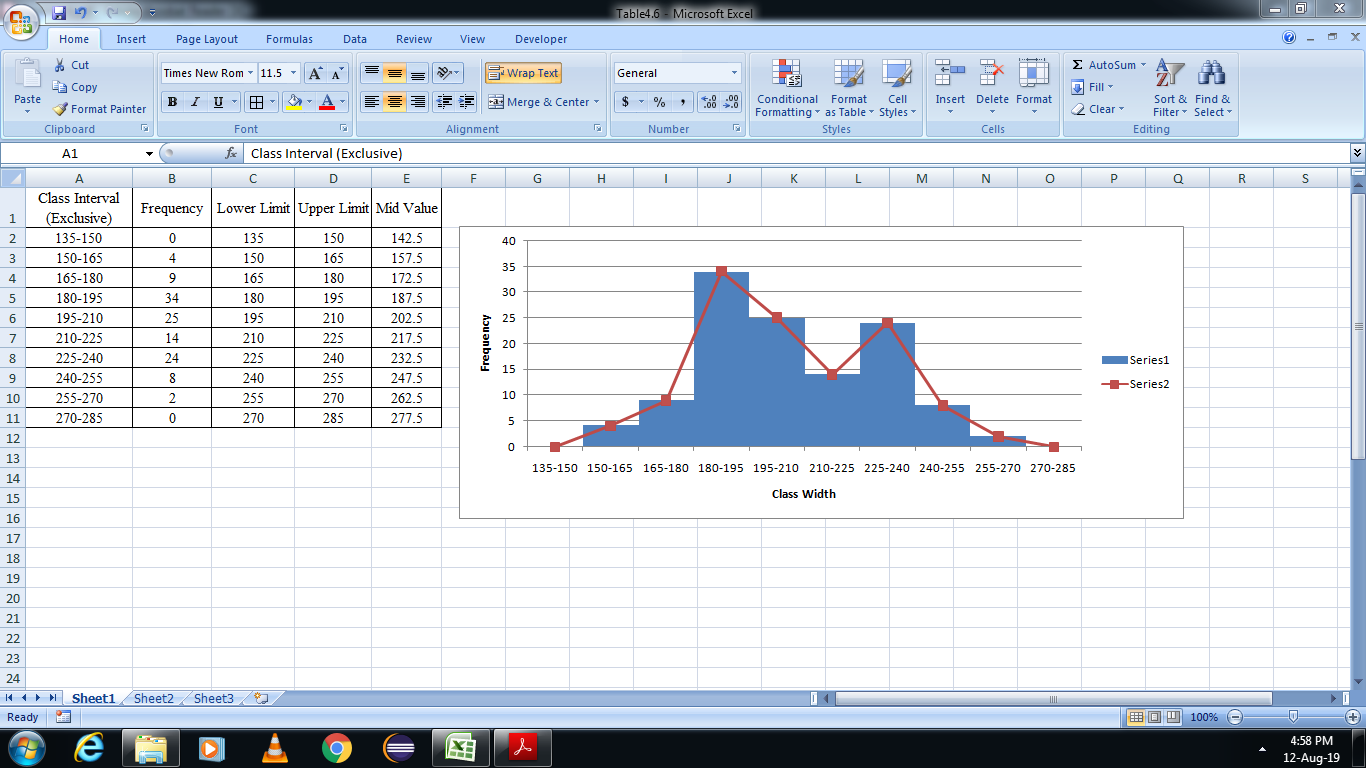 Table4.6 - Microsoft Excel
Home Insert Page Layout Formulas Data Review View Developer
Paste
Cut
Copy
Format Painter
Clipboard
Times New Rom 11.5
A A
B I U A
Font
Wrap Text
Merge & Center
Alignment
General
$ % , .0 .00 .00 .0
Number
Conditional Formatting
Format as Table
Cell Styles
Styles
Insert Delete Format
Cells
Σ AutoSum
Fill
Clear
Sort & Filter
Find & Select
Editing
A1 fx Class Interval (Exclusive)
A B C D E F G H I J K L M N O P Q R S
1 Class Interval (Exclusive) Frequency Lower Limit Upper Limit Mid Value
2 135-150 0 135 150 142.5
3 150-165 4 150 165 157.5
4 165-180 9 165 180 172.5
5 180-195 34 180 195 187.5
6 195-210 25 195 210 202.5
7 210-225 14 210 225 217.5
8 225-240 24 225 240 232.5
9 240-255 8 240 255 247.5
10 255-270 2 255 270 262.5
11 270-285 0 270 285 277.5
12
13
14
15
16
17
18
19
20
21
22
23
24
Frequency
40
35
30
25
20
15
10
5
0
135-150 150-165 165-180 180-195 195-210 210-225 225-240 240-255 255-270 270-285
Class Width
Series1
Series2
Sheet1 Sheet2 Sheet3
Ready 100%
4:58 PM
12-Aug-19